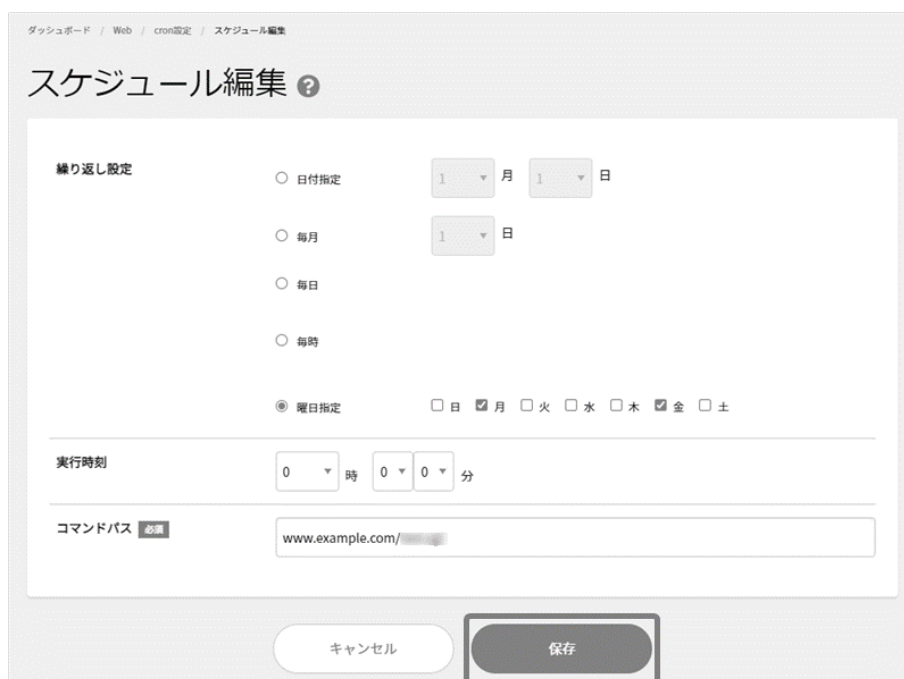 ダッシュボード / Web / cron設定 / スケジュール編集
スケジュール編集 ?
繰り返し設定
日付指定 1 月 1 日
毎月 1 日
毎日
毎時
曜日指定 日 月 火 水 木 金 土
実行時刻 0 時 0 0 分
コマンドパス 必須 www.example.com/
キャンセル 保存